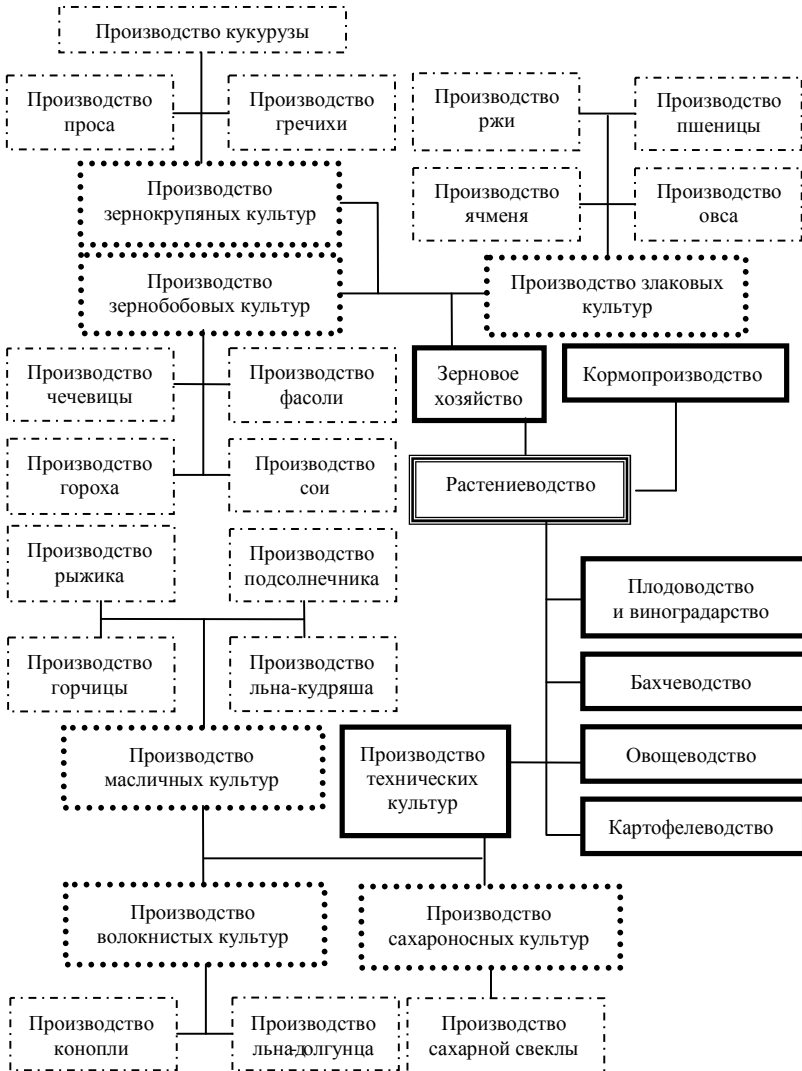 Производство кукурузы
Производство
проса
Производство
гречихи
Производство
ржи
Производство
пшеницы
Производство
зернокрупяных культур
Производство
ячменя
Производство
овса
Производство
зернобобовых культур
Производство злаковых
культур
Производство
чечевицы
Производство
фасоли
Зерновое
хозяйство
Кормопроизводство
Производство
гороха
Производство
сои
Растениеводство
Производство
рыжика
Производство
подсолнечника
Плодоводство
и виноградарство
Производство
горчицы
Производство
льна-кудряша
Бахчеводство
Производство
масличных культур
Производство
технических
культур
Овощеводство
Картофелеводство
Производство
волокнистых культур
Производство
сахароносных культур
Производство
конопли
Производство
льна-долгунца
Производство
сахарной свеклы